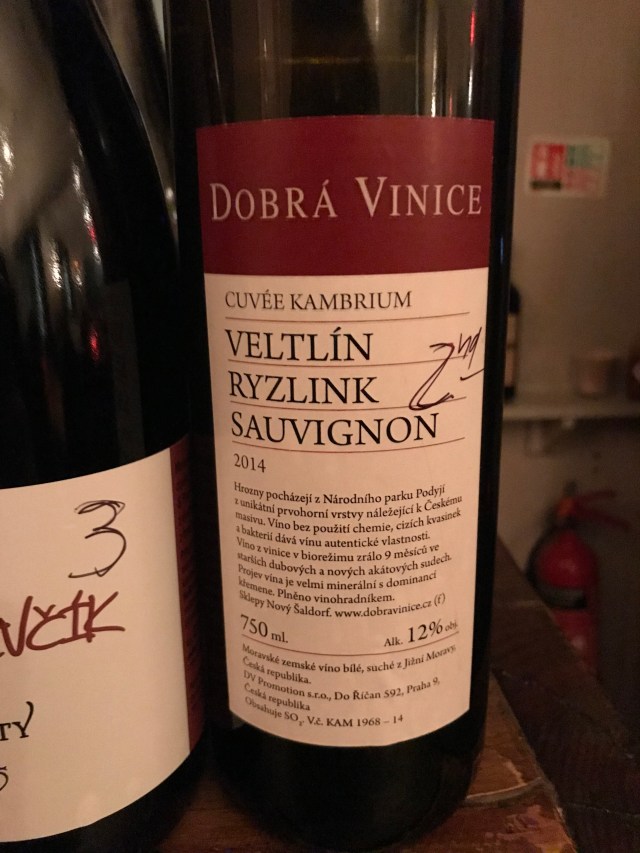 DOBRÁ VINICE
CUVÉE KAMBRIUM
VELTLÍN
RYZLINK
SAUVIGNON
2nd
2014
Hrozny pocházejí z Národního parku Podyjí
z unikátní prvohorní vrstvy náležející k Českému
masivu. Víno bez použití chemie, cizích kvasinek
a bakterií dává vínu autentické vlastnosti.
Víno z vinice v biorežimu zrálo 9 měsíců ve
starších dubových a nových akátových sudech.
Projev vína je velmi minerální s dominancí
křemene. Plněno vinohradníkem.
Sklepy Nový Šaldorf. www.dobravinice.cz (f)
750 ml. Alk. 12% obj.
Moravské zemské víno bílé, suché z Jižní Moravy,
Česká republika.
DV Promotion s.r.o., Do Říčan 592, Praha 9,
Česká republika
Obsahuje SO₂. V.č. KAM 1968 – 14
3
TY
5